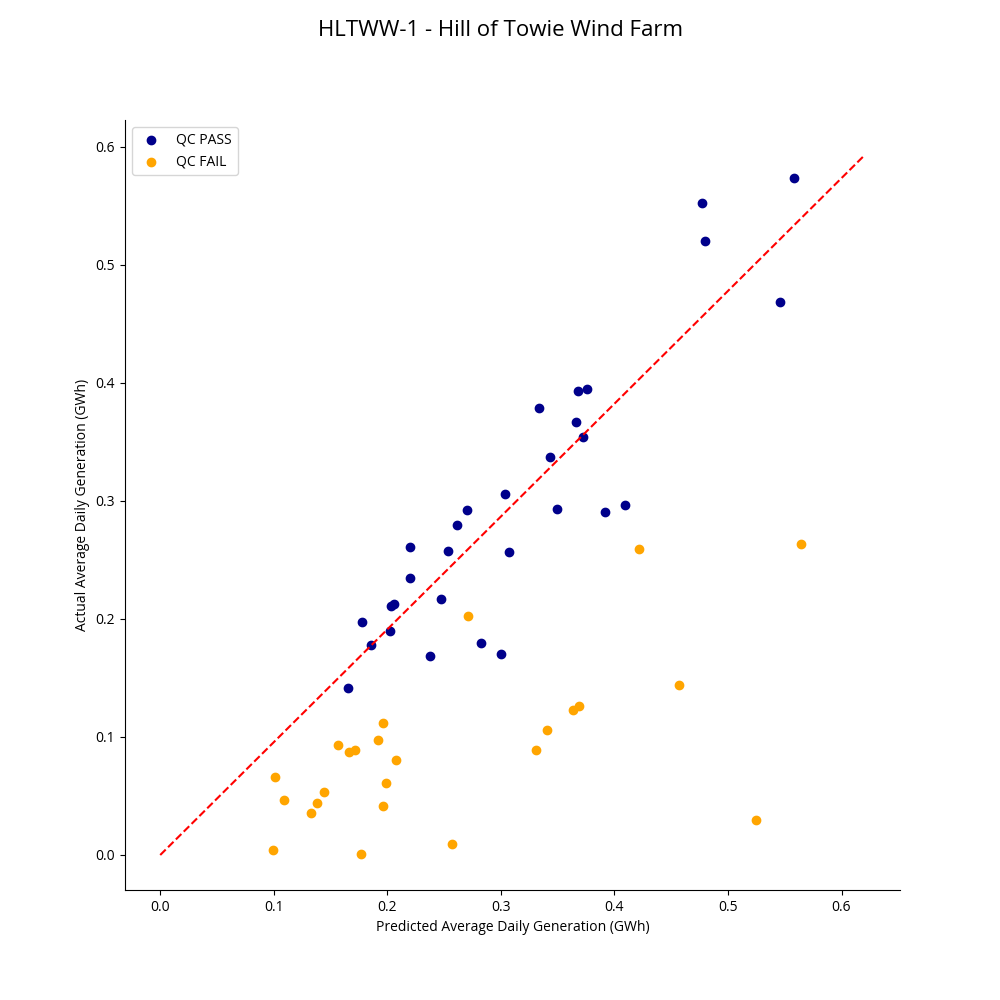 HLTWW-1 - Hill of Towie Wind Farm
QC PASS
QC FAIL
0.6
0.5
0.4
0.3
0.2
0.1
0.0
Actual Average Daily Generation (GWh)
0.0 0.1 0.2 0.3 0.4 0.5 0.6
Predicted Average Daily Generation (GWh)